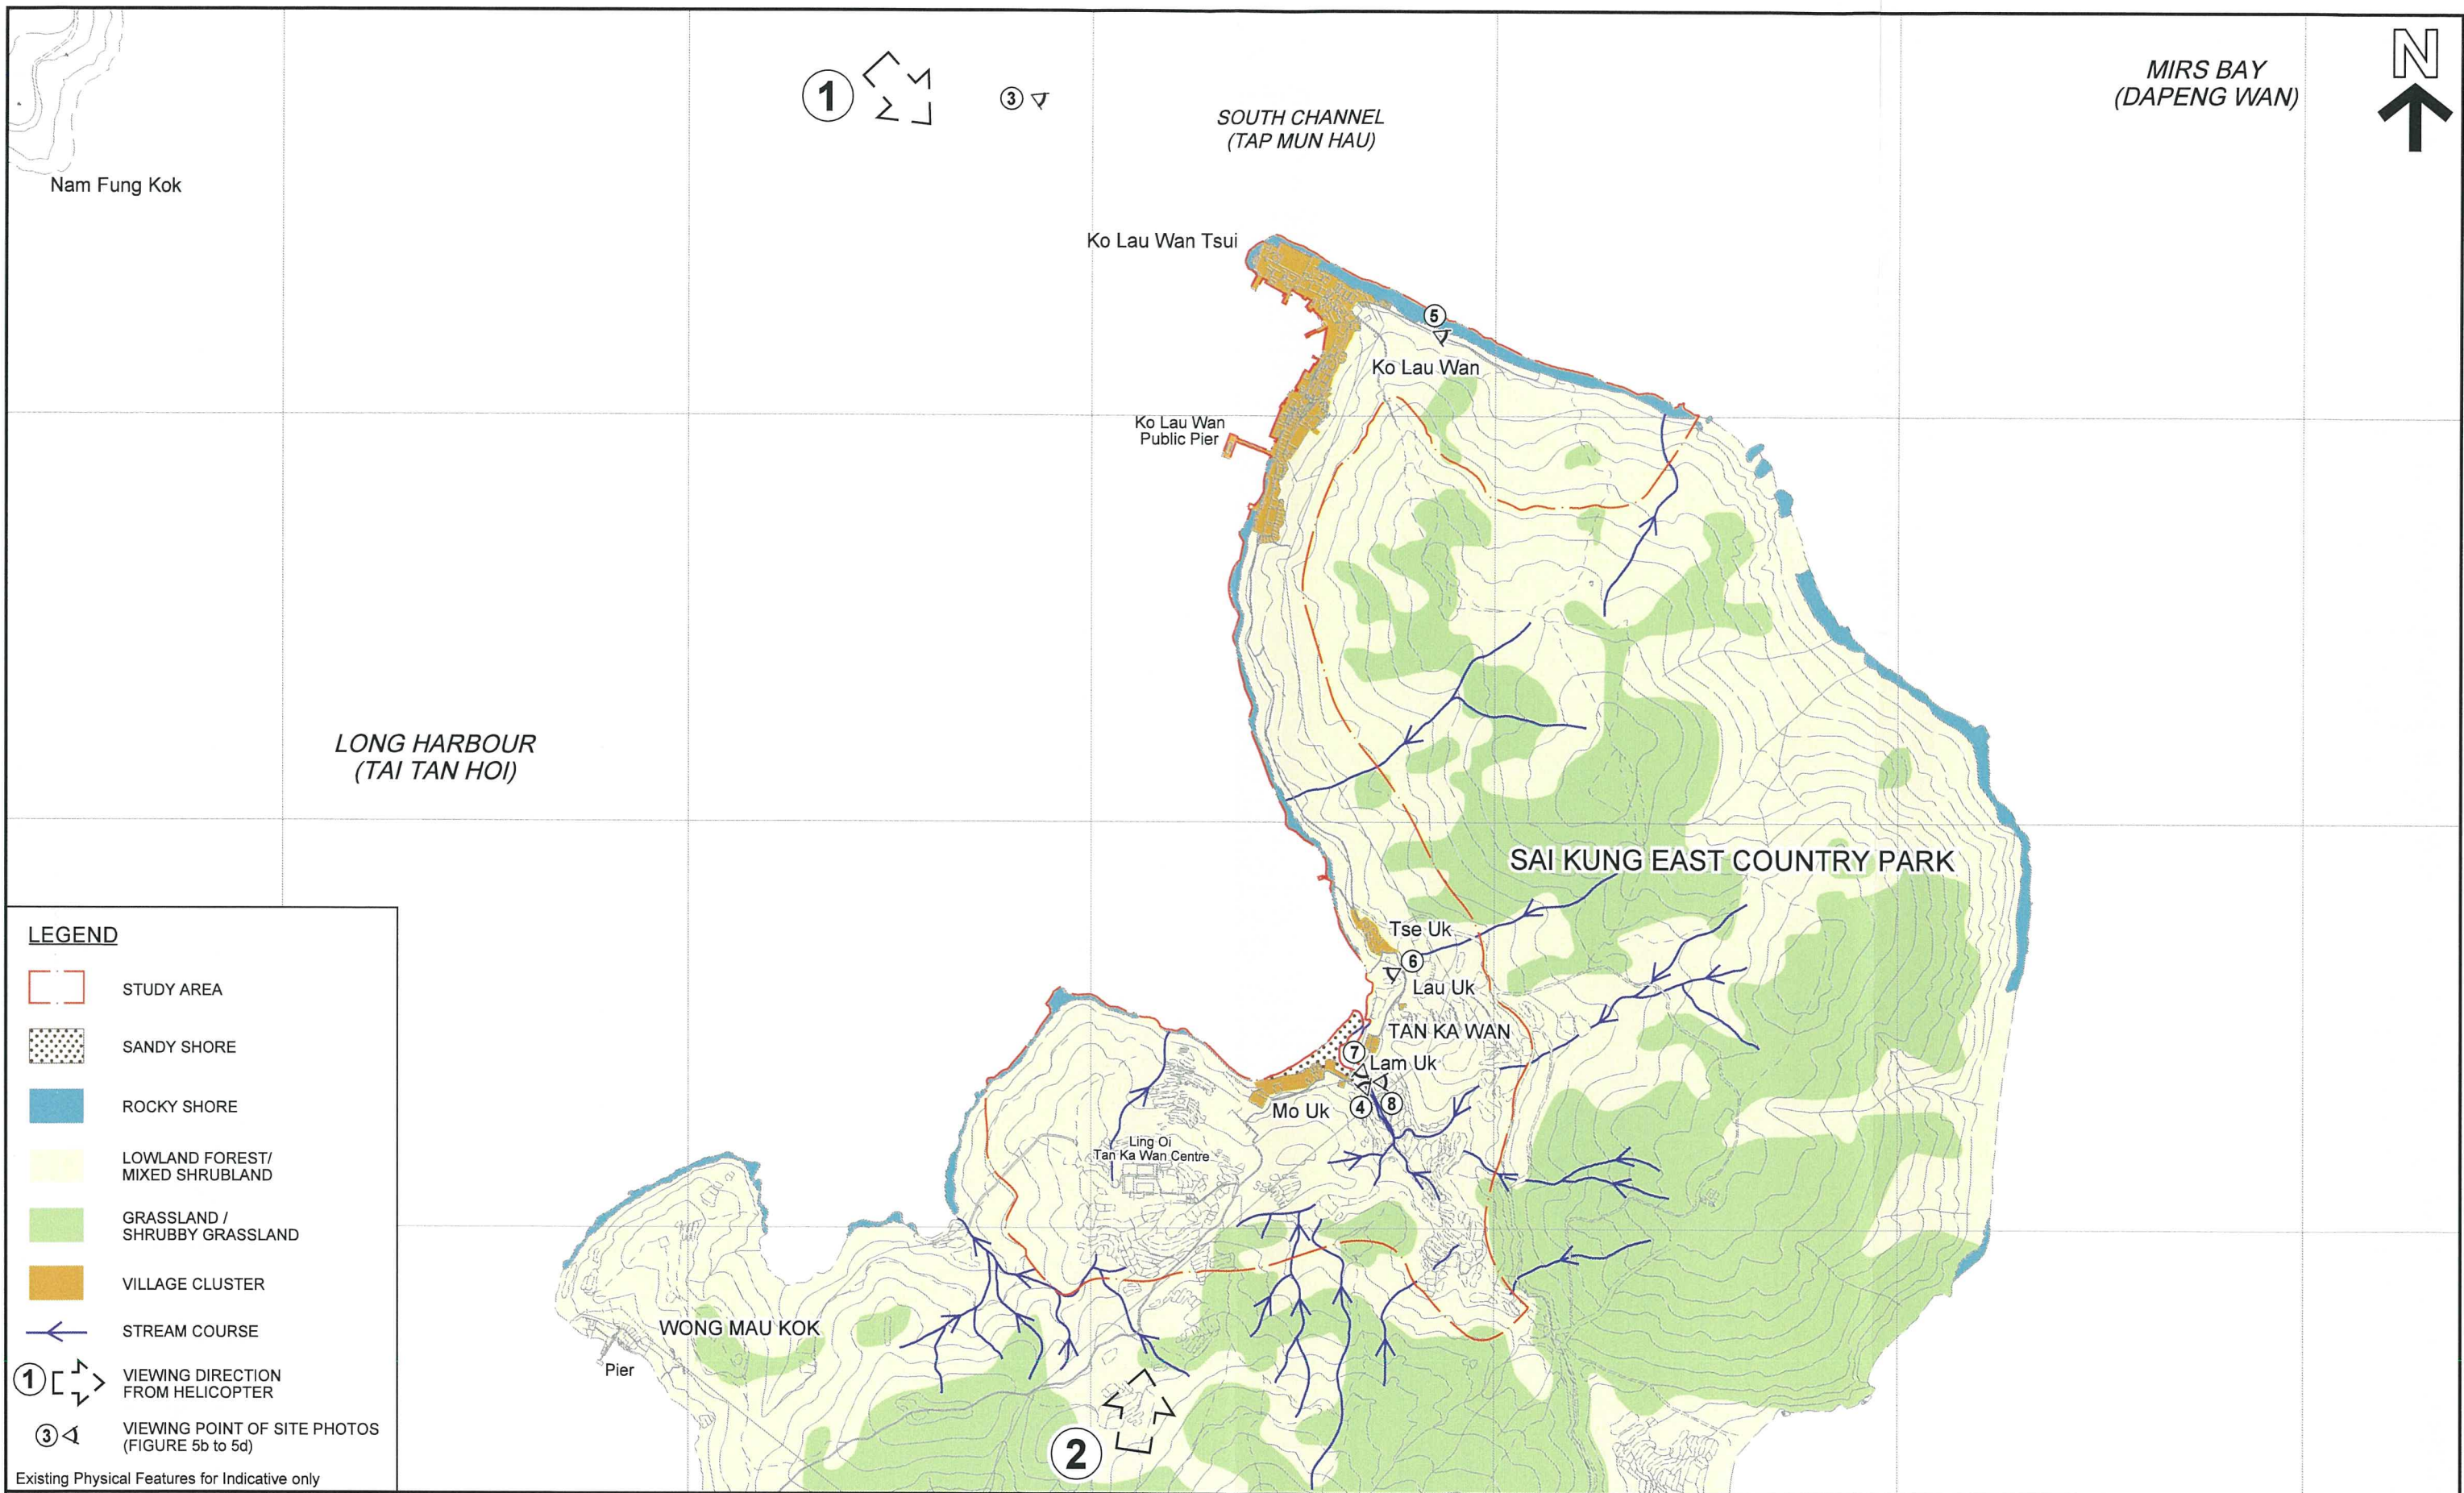 N
MIRS BAY
(DAPENG WAN)
1
3
SOUTH CHANNEL
(TAP MUN HAU)
Nam Fung Kok
Ko Lau Wan Tsui
5
Ko Lau Wan
Ko Lau Wan
Public Pier
LONG HARBOUR
(TAI TAN HOI)
SAI KUNG EAST COUNTRY PARK
Tse Uk
6
Lau Uk
TAN KA WAN
7
Lam Uk
Mo Uk
4
8
Ling Oi
Tan Ka Wan Centre
WONG MAU KOK
Pier
2
LEGEND
STUDY AREA
SANDY SHORE
ROCKY SHORE
LOWLAND FOREST/
MIXED SHRUBLAND
GRASSLAND /
SHRUBBY GRASSLAND
VILLAGE CLUSTER
STREAM COURSE
1
VIEWING DIRECTION
FROM HELICOPTER
3
VIEWING POINT OF SITE PHOTOS
(FIGURE 5b to 5d)
Existing Physical Features for Indicative only